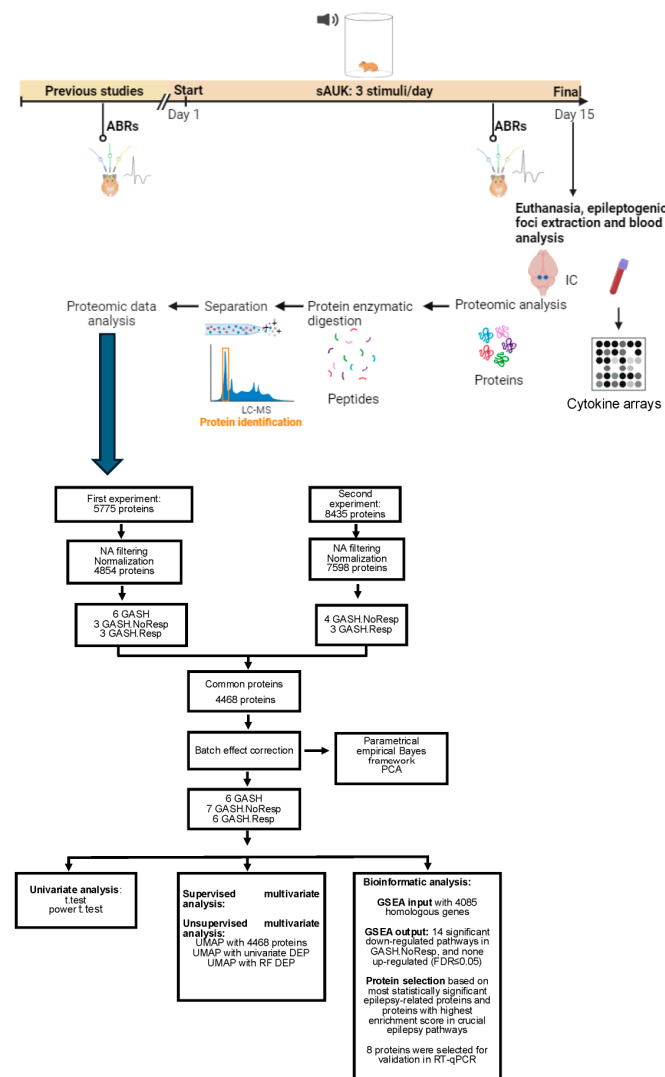 Previous studies
Start
sAUK: 3 stimuli/day
Final
Day 1
Day 15
ABRs
ABRs
Euthanasia, epileptogenic
foci extraction and blood
analysis
IC
Proteomic data
analysis
Separation
Protein enzymatic
digestion
Proteomic analysis
LC-MS
Protein identification
Peptides
Proteins
Cytokine arrays
First experiment:
5775 proteins
Second
experiment:
8435 proteins
NA filtering
Normalization
4854 proteins
NA filtering
Normalization
7598 proteins
6 GASH
3 GASH.NoResp
3 GASH.Resp
4 GASH.NoResp
3 GASH.Resp
Common proteins
4468 proteins
Batch effect correction
Parametrical
empirical Bayes
framework
PCA
6 GASH
7 GASH.NoResp
6 GASH.Resp
Univariate analysis:
t.test
power t.test
Supervised multivariate
analysis:
Unsupervised multivariate
analysis:
UMAP with 4468 proteins
UMAP with univariate DEP
UMAP with RF DEP
Bioinformatic analysis:
GSEA input with 4085
homologous genes
GSEA output: 14 significant
down-regulated pathways in
GASH.NoResp, and none
up-regulated (FDR≤0.05)
Protein selection based on
most statistically significant
epilepsy-related proteins and
proteins with highest
enrichment score in crucial
epilepsy pathways
8 proteins were selected for
validation in RT-qPCR